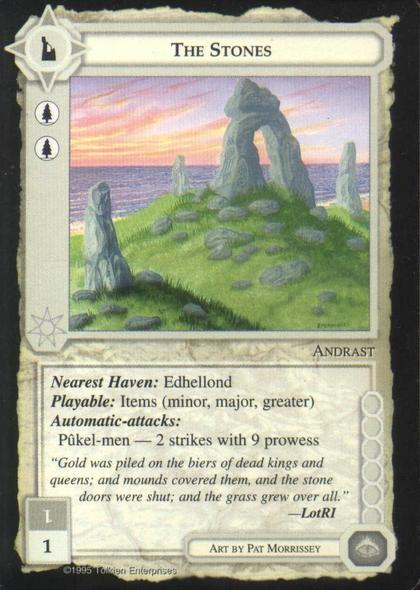 THE STONES
ANDRAST
Nearest Haven: Edhellond
Playable: Items (minor, major, greater)
Automatic-attacks:
Pûkel-men — 2 strikes with 9 prowess
“Gold was piled on the biers of dead kings and
queens; and mounds covered them, and the stone
doors were shut; and the grass grew over all.”
—LotRI
1
1
ART BY PAT MORRISSEY
©1995 Tolkien Enterprises